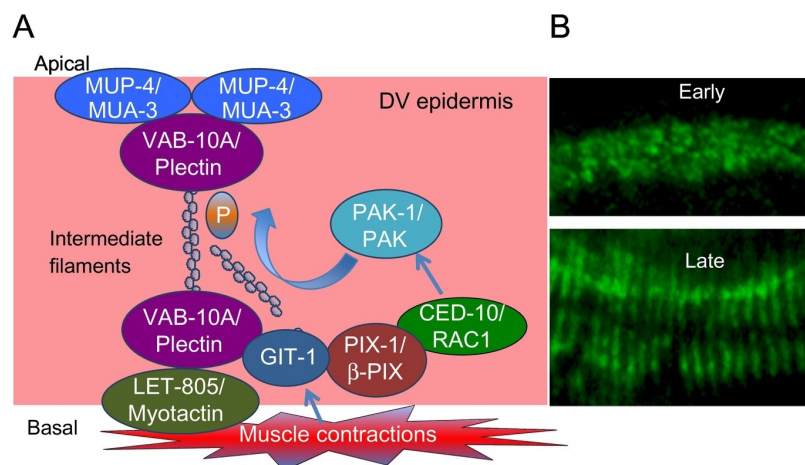 A
B
Apical
MUP-4/
MUA-3
MUP-4/
MUA-3
DV epidermis
Early
VAB-10A/
Plectin
P
PAK-1/
PAK
Intermediate
filaments
Late
VAB-10A/
Plectin
GIT-1
PIX-1/
β-PIX
CED-10/
RAC1
LET-805/
Myotactin
Basal
Muscle contractions